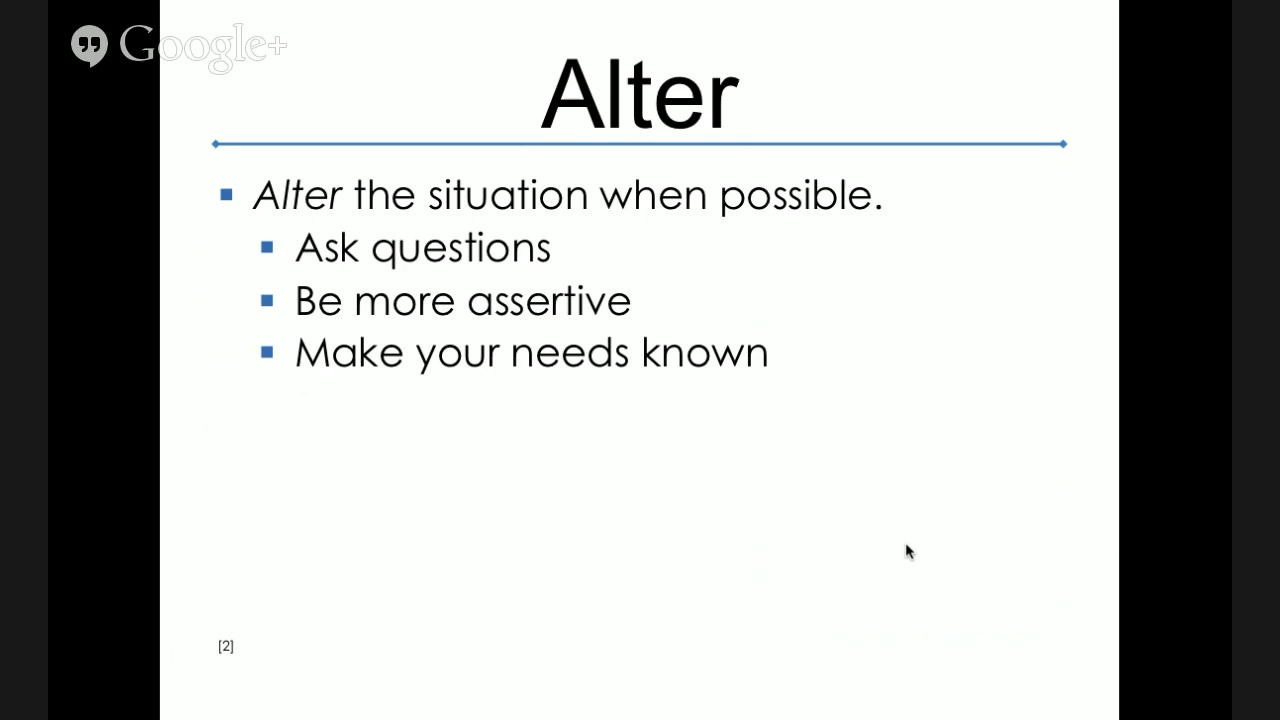 Google+
Alter
Alter the situation when possible.
Ask questions
Be more assertive
Make your needs known
[2]